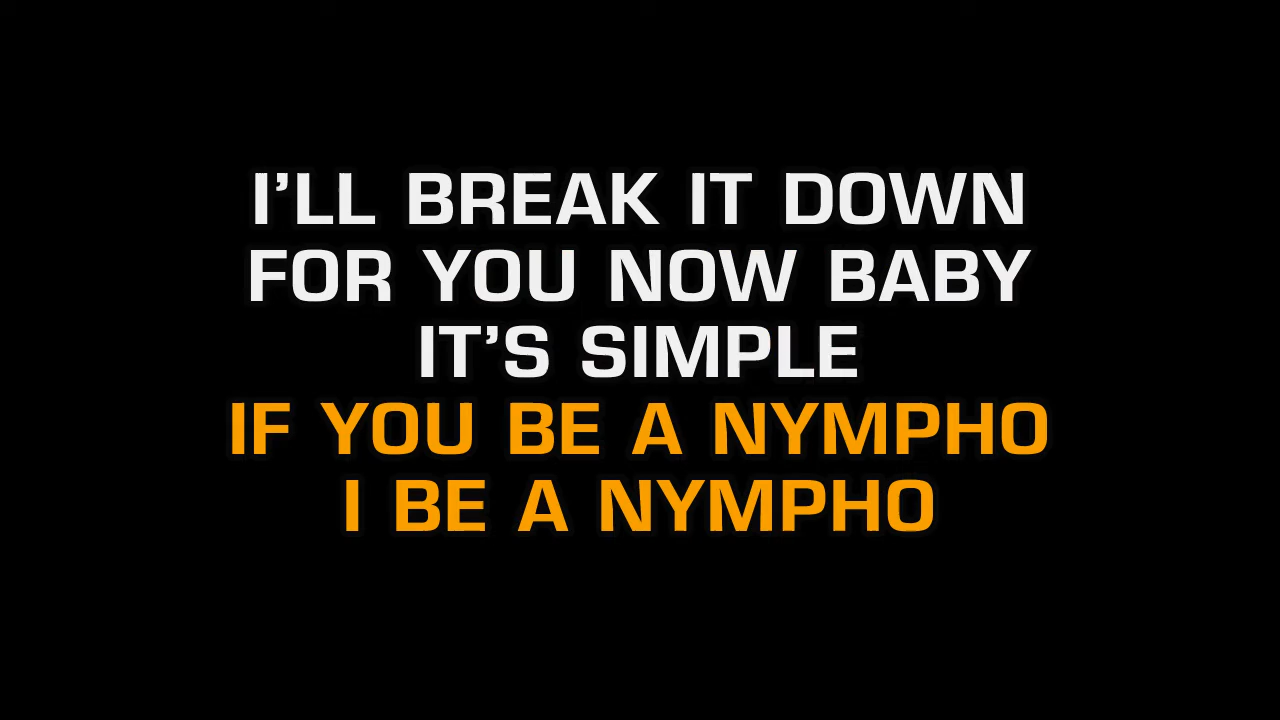 I’LL BREAK IT DOWN
FOR YOU NOW BABY
IT’S SIMPLE
IF YOU BE A NYMPHO
I BE A NYMPHO